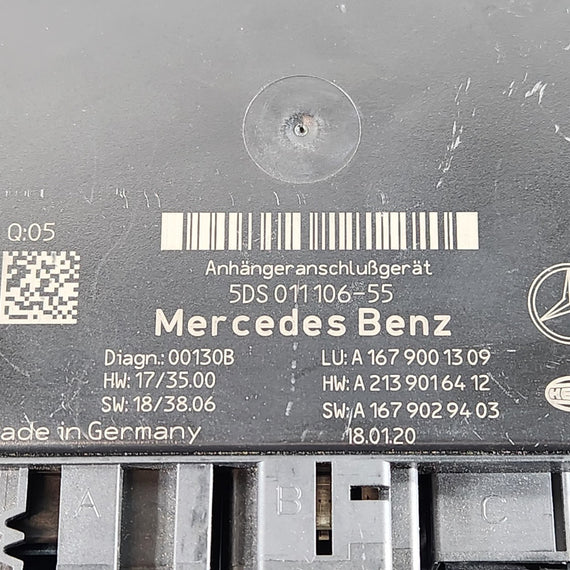 Q:05
Anhängeranschlußgerät
5DS 011 106-55
Mercedes Benz
Diagn.: 00130B
LU: A 167 900 13 09
HW: 17/35.00
HW: A 213 901 64 12
SW: 18/38.06
SW: A 167 902 94 03
ade in Germany
18.01.20
A
B
C